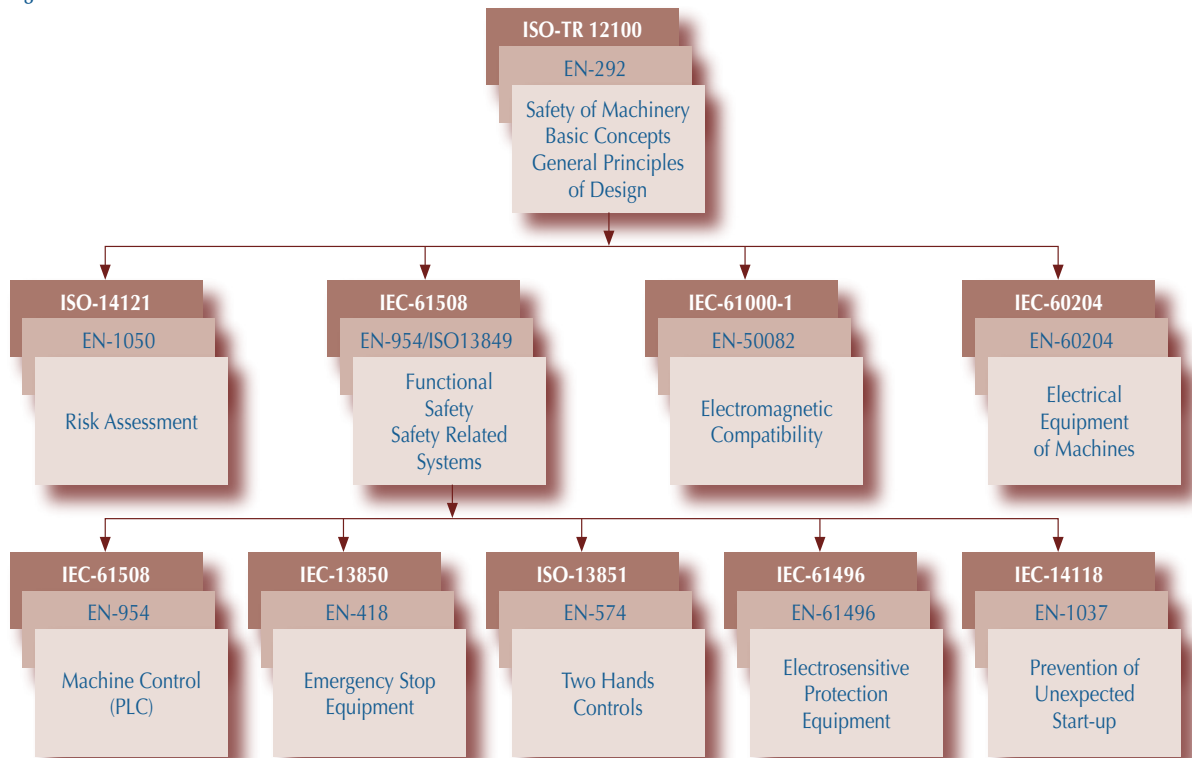 ISO-TR 12100
EN-292
Safety of Machinery
Basic Concepts
General Principles
of Design
ISO-14121
EN-1050
Risk Assessment
IEC-61508
EN-954/ISO13849
Functional
Safety
Safety Related
Systems
IEC-61000-1
EN-50082
Electromagnetic
Compatibility
IEC-60204
EN-60204
Electrical
Equipment
of Machines
IEC-61508
EN-954
Machine Control
(PLC)
IEC-13850
EN-418
Emergency Stop
Equipment
ISO-13851
EN-574
Two Hands
Controls
IEC-61496
EN-61496
Electrosensitive
Protection
Equipment
IEC-14118
EN-1037
Prevention of
Unexpected
Start-up